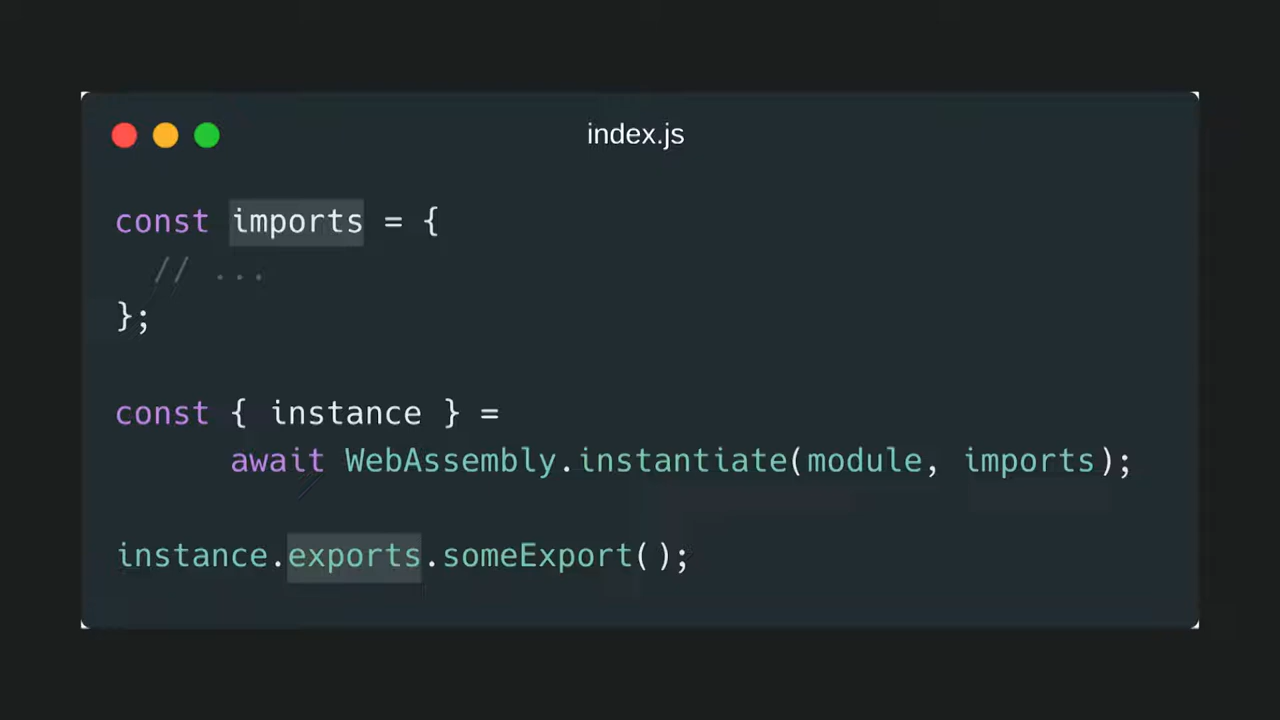 index.js
const imports = {
// ...
};
const { instance } =
await WebAssembly.instantiate(module, imports);
instance.exports.someExport();